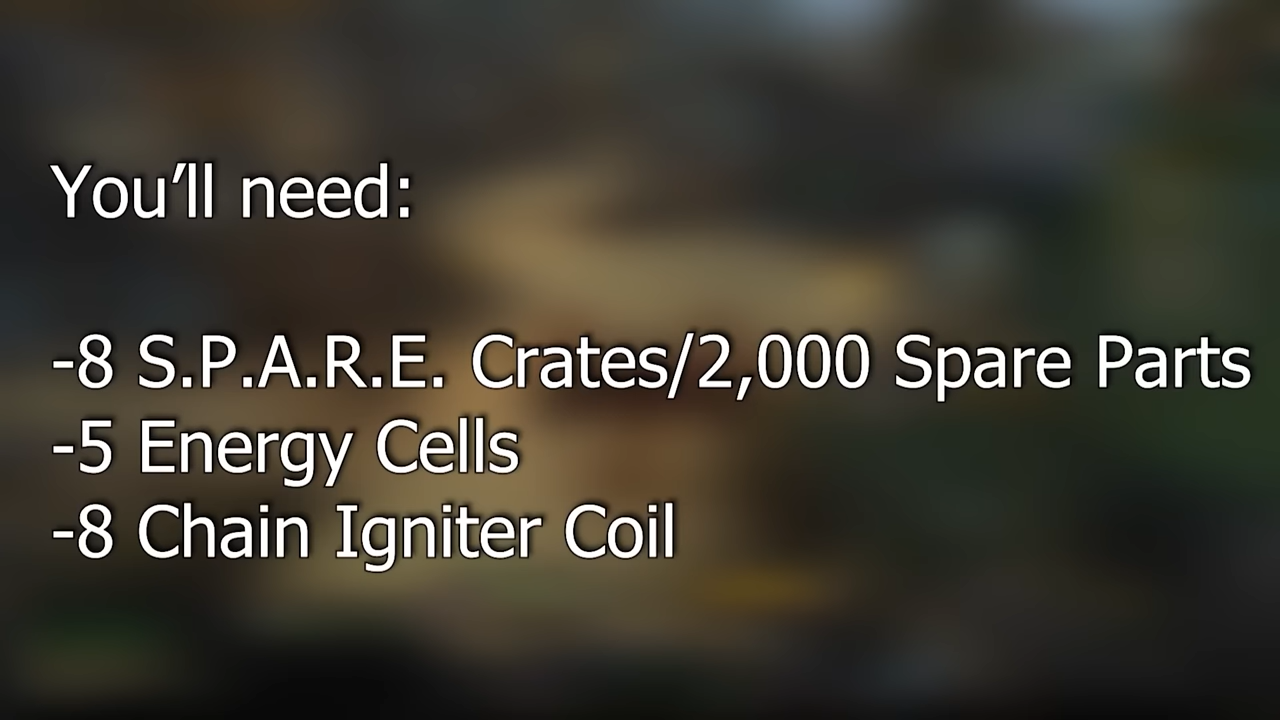 You’ll need:
-8 S.P.A.R.E. Crates/2,000 Spare Parts
-5 Energy Cells
-8 Chain Igniter Coil